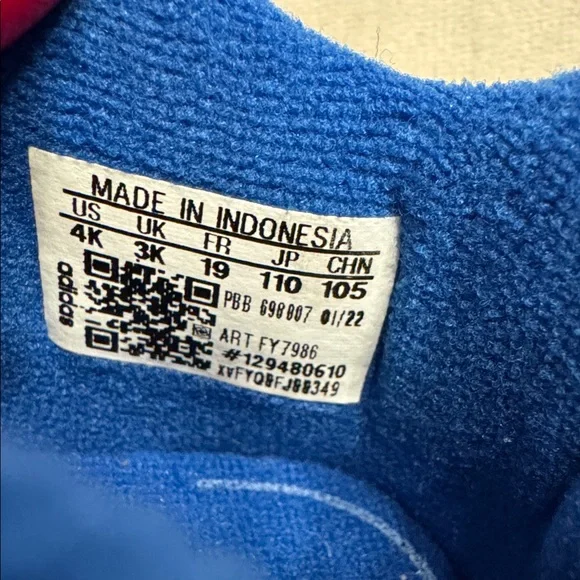 MADE IN INDONESIA
US UK FR JP CHN
4K 3K 19 110 105
adidas
PBB 698007 01/22
ART FY7986
#129480610